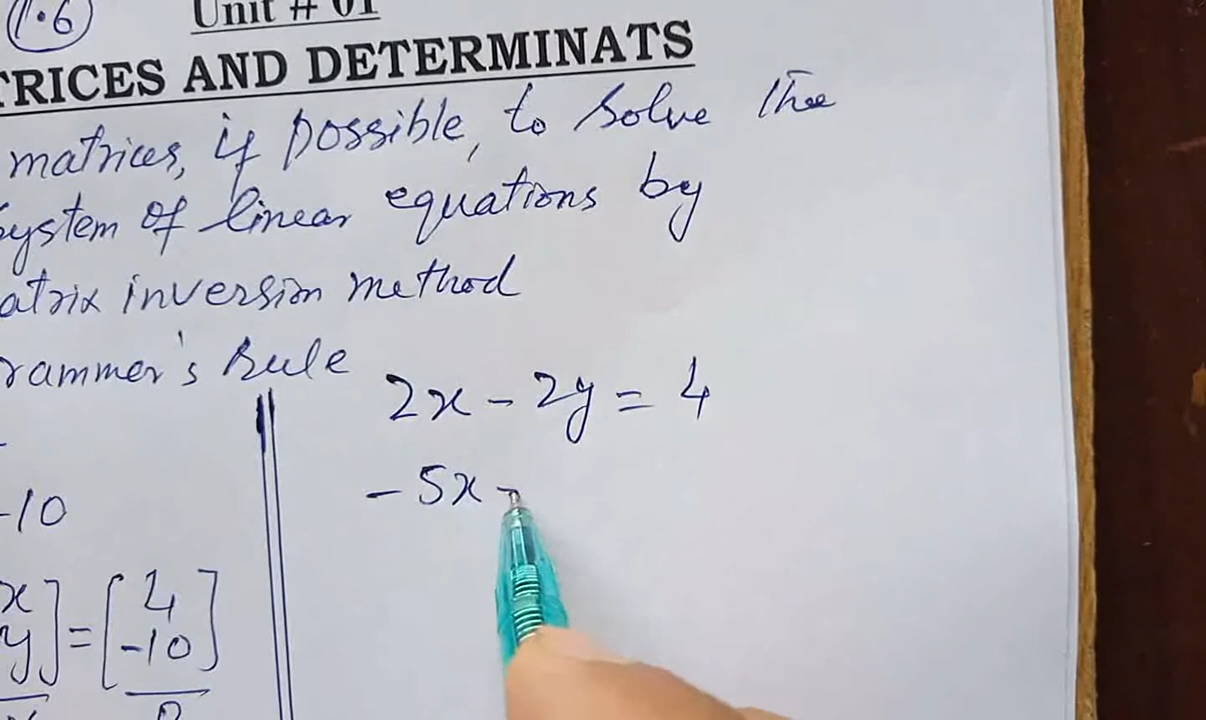 1.6
Unit # 01
TRICES AND DETERMINATS
matrices, if possible, to solve the
system of linear equations by
atrix inversion method
rammer's Rule
2x - 2y = 4
-10
- 5x -
x
y
=
4
-10